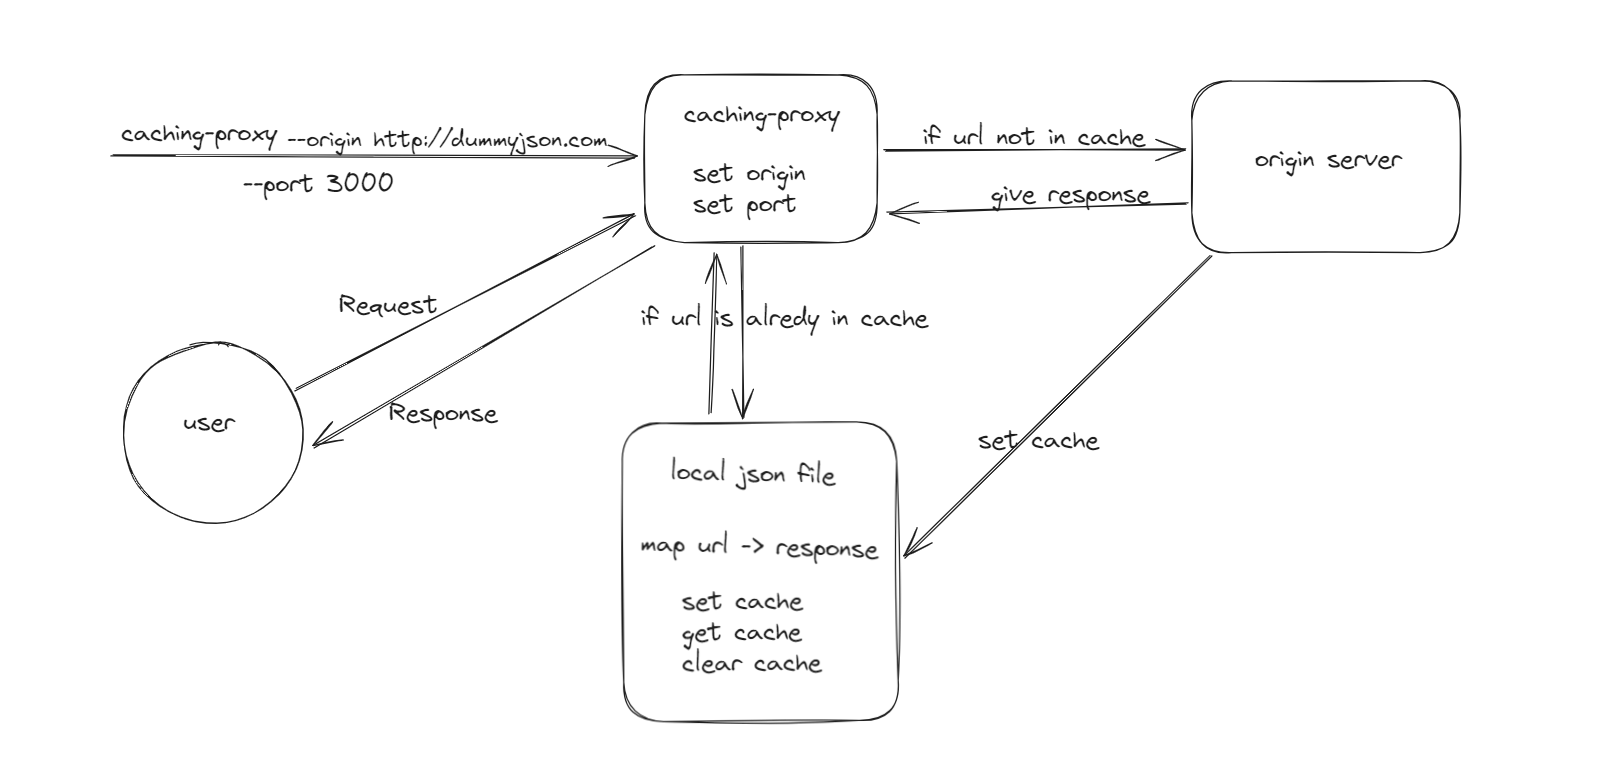 caching-proxy --origin http://dummyjson.com
--port 3000
caching-proxy
set origin
set port
if url not in cache
give response
origin server
Request
Response
user
if url is alredy in cache
set cache
local json file
map url -> response
set cache
get cache
clear cache